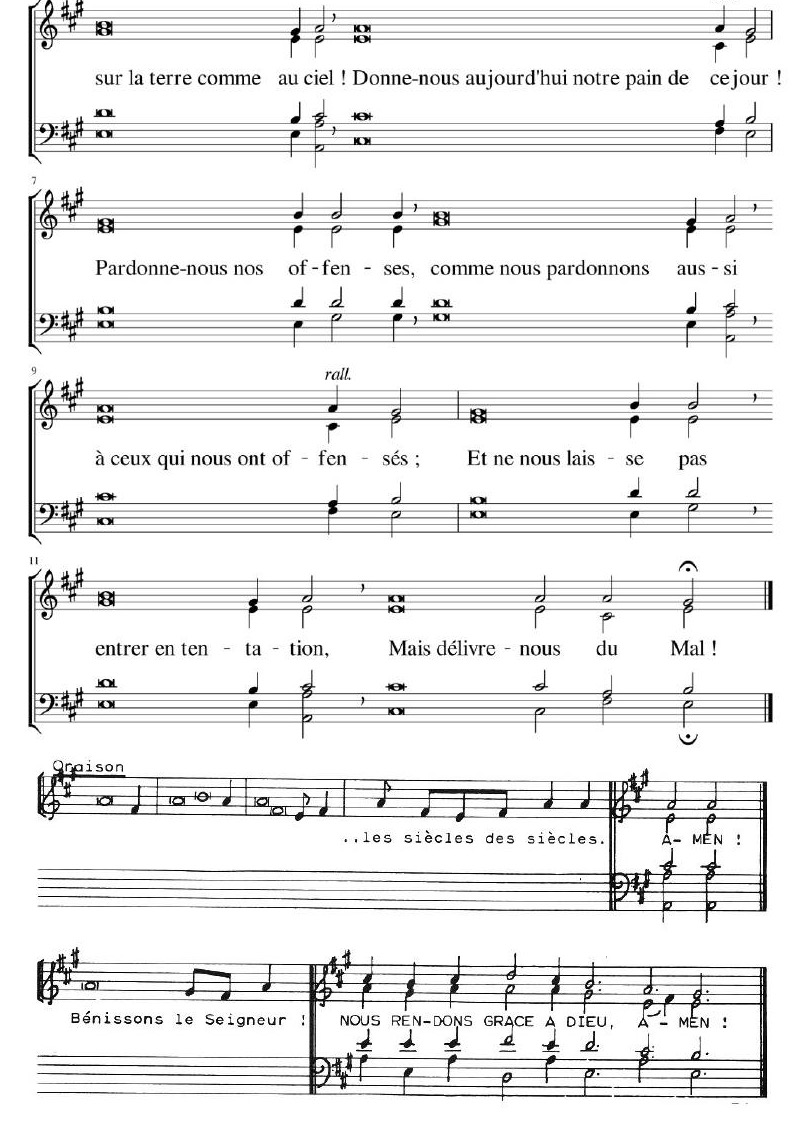 sur la terre comme au ciel ! Donne-nous aujourd'hui notre pain de ce jour !
7
Pardonne-nous nos of - fen - ses, comme nous pardonnons aus - si
9
rall.
à ceux qui nous ont of - fen - sés ; Et ne nous lais - se pas
11
entrer en ten - ta - tion, Mais délivre - nous du Mal !
Oraison
..les siècles des siècles. A- MEN !
Bénissons le Seigneur ! NOUS REN-DONS GRACE A DIEU, A - MEN !